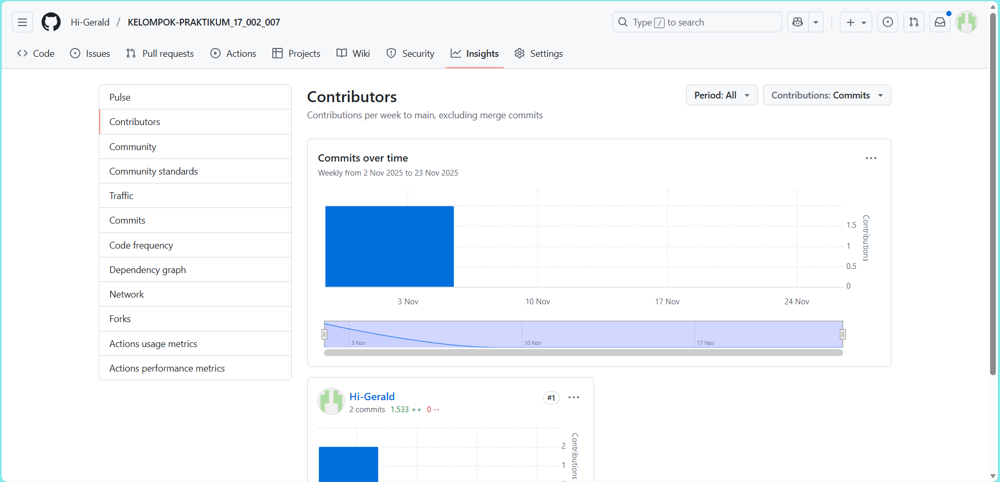 Hi-Gerald / KELOMPOK-PRAKTIKUM_17_002_007
Type / to search
Code
Issues
Pull requests
Actions
Projects
Wiki
Security
Insights
Settings
Pulse
Contributors
Community
Community standards
Traffic
Commits
Code frequency
Dependency graph
Network
Forks
Actions usage metrics
Actions performance metrics
Contributors
Contributions per week to main, excluding merge commits
Period: All
Contributions: Commits
Commits over time
Weekly from 2 Nov 2025 to 23 Nov 2025
1.5
1
0.5
0
Contributions
3 Nov
10 Nov
17 Nov
24 Nov
3 Nov
10 Nov
17 Nov
Hi-Gerald
#1
2 commits 1.533 ++ 0 --
2
1
Contributions